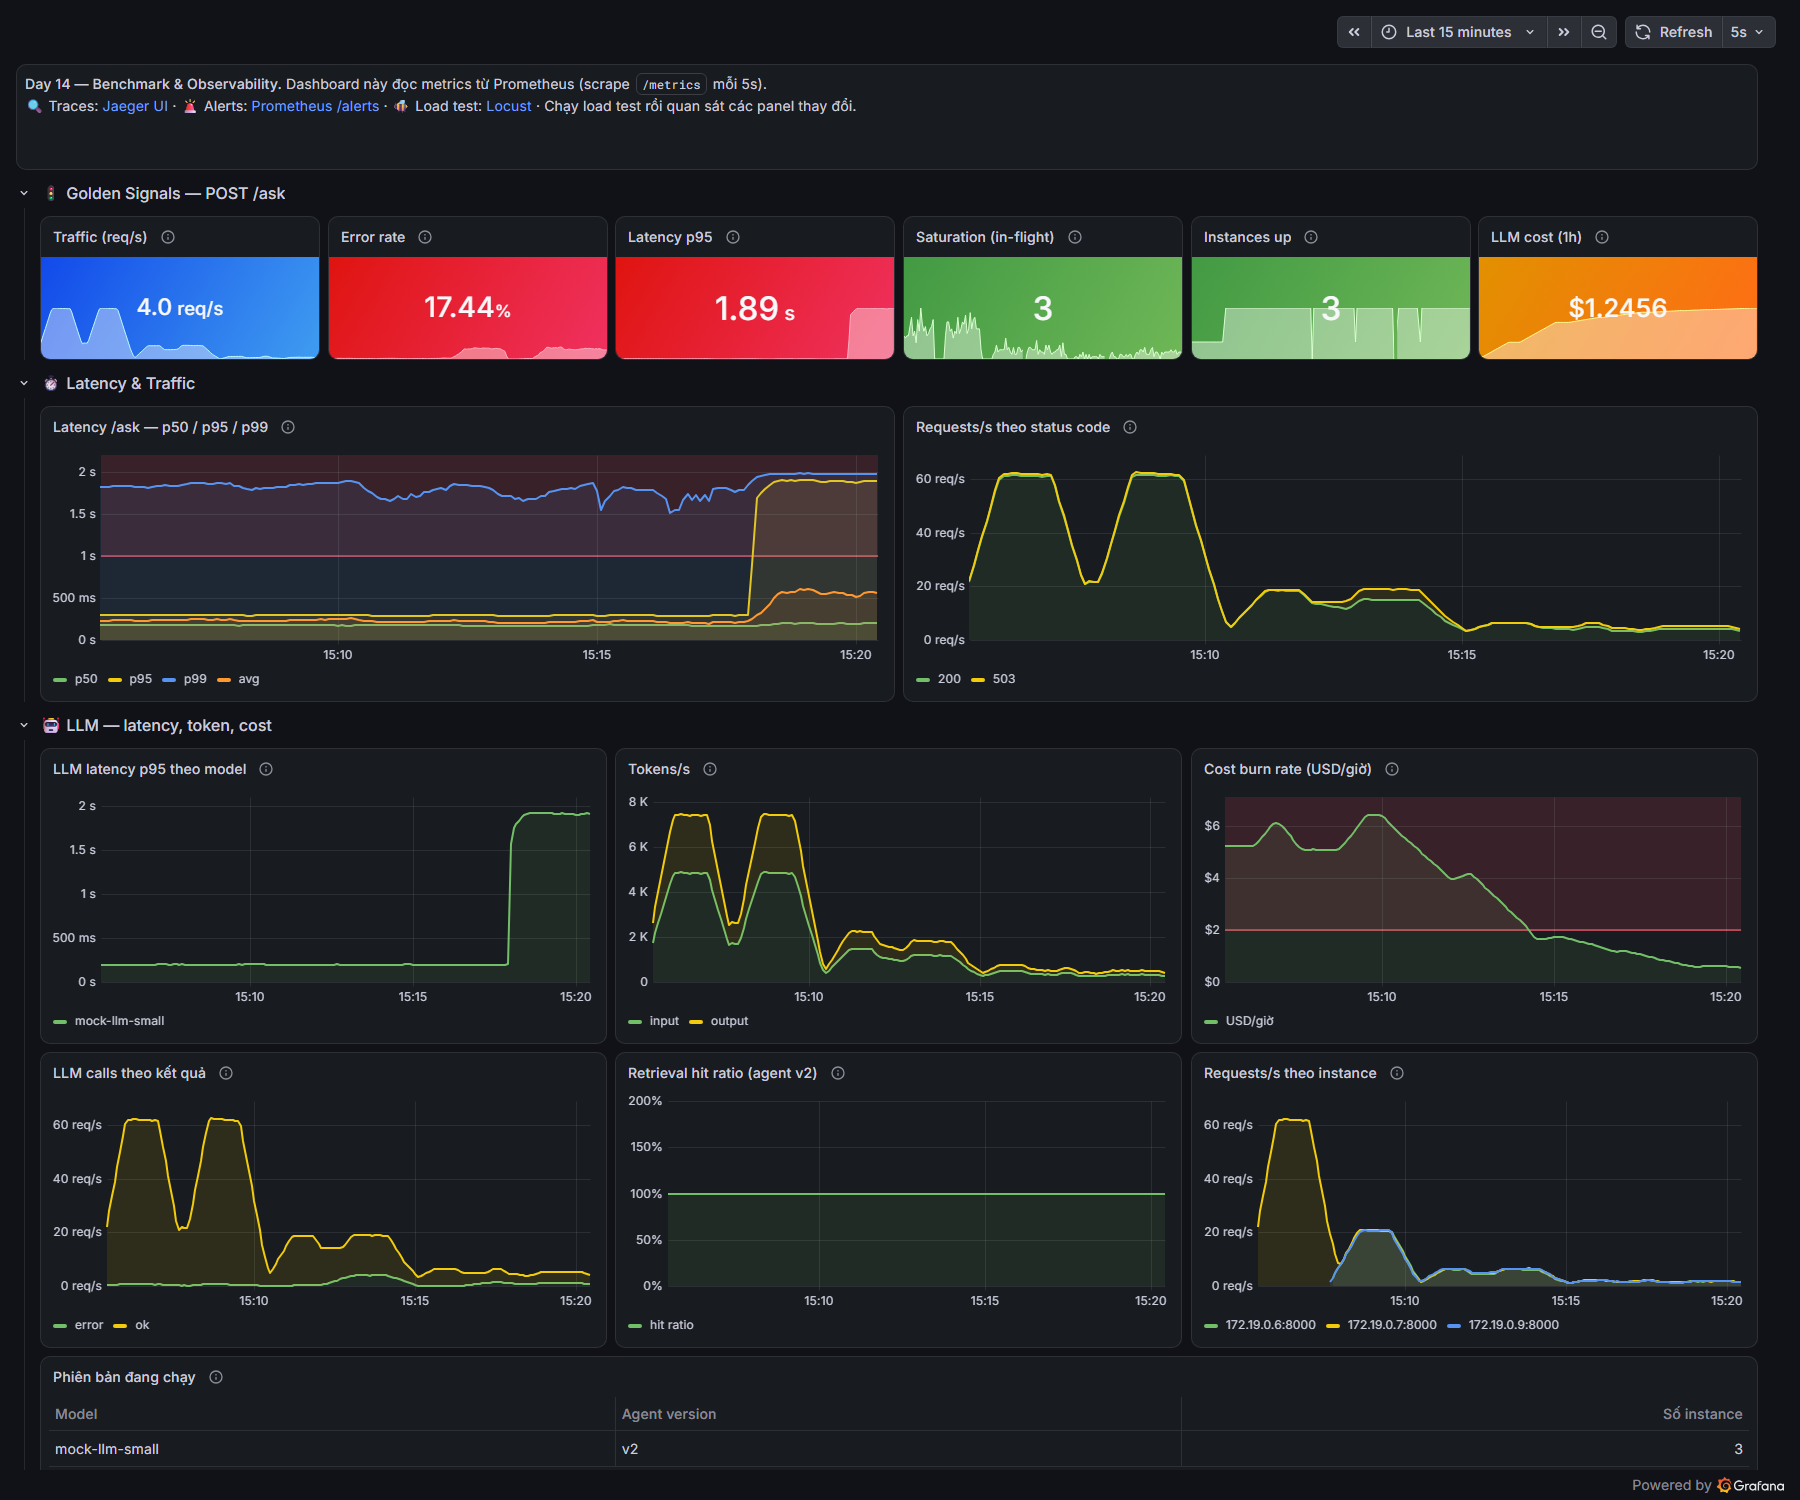 Last 15 minutes
Refresh
5s
Day 14 — Benchmark & Observability. Dashboard này đọc metrics từ Prometheus (scrape /metrics mỗi 5s).
Traces: Jaeger UI · Alerts: Prometheus /alerts · Load test: Locust · Chạy load test rồi quan sát các panel thay đổi.
Golden Signals — POST /ask
Traffic (req/s)
4.0 req/s
Error rate
17.44%
Latency p95
1.89 s
Saturation (in-flight)
3
Instances up
3
LLM cost (1h)
$1.2456
Latency & Traffic
Latency /ask — p50 / p95 / p99
2 s
1.5 s
1 s
500 ms
0 s
15:10 15:15 15:20
p50 p95 p99 avg
Requests/s theo status code
60 req/s
40 req/s
20 req/s
0 req/s
15:10 15:15 15:20
200 503
LLM — latency, token, cost
LLM latency p95 theo model
2 s
1.5 s
1 s
500 ms
0 s
15:10 15:15 15:20
mock-llm-small
Tokens/s
8 K
6 K
4 K
2 K
0
15:10 15:15 15:20
input output
Cost burn rate (USD/giờ)
$6
$4
$2
$0
15:10 15:15 15:20
USD/giờ
LLM calls theo kết quả
60 req/s
40 req/s
20 req/s
0 req/s
15:10 15:15 15:20
error ok
Retrieval hit ratio (agent v2)
200%
150%
100%
50%
0%
15:10 15:15 15:20
hit ratio
Requests/s theo instance
60 req/s
40 req/s
20 req/s
0 req/s
15:10 15:15 15:20
172.19.0.6:8000 172.19.0.7:8000 172.19.0.9:8000
Phiên bản đang chạy
Model Agent version Số instance
mock-llm-small v2 3
Powered by Grafana